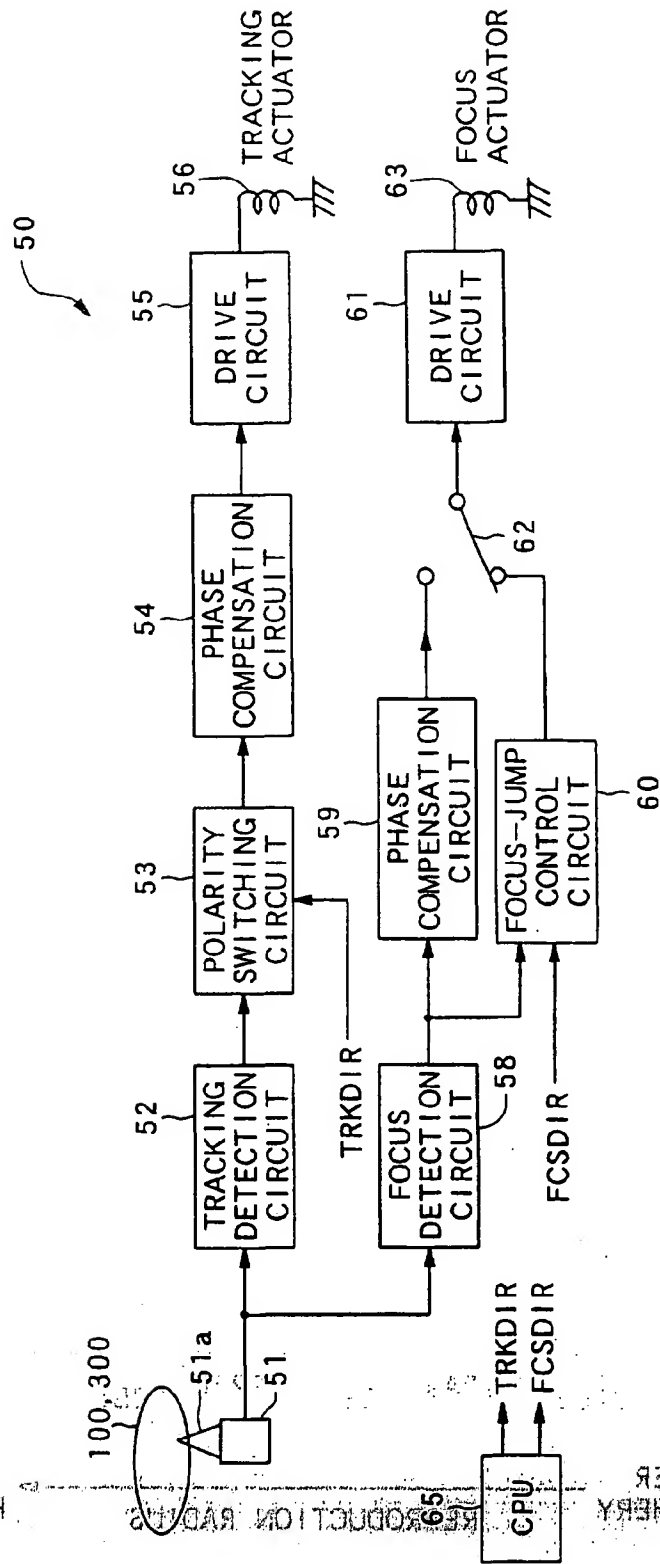 50
TRACKING
ACTUATOR
56
55
DRIVE
CIRCUIT
54
PHASE
COMPENSATION
CIRCUIT
53
POLARITY
SWITCHING
CIRCUIT
TRKDIR
52
TRACKING
DETECTION
CIRCUIT
100,300
51a
51
FOCUS
ACTUATOR
63
61
DRIVE
CIRCUIT
62
59
PHASE
COMPENSATION
CIRCUIT
FOCUS-JUMP
CONTROL
CIRCUIT
60
FOCUS
DETECTION
CIRCUIT
58
FCSDIR
65
CPU
TRKDIR
FCSDIR
REPRODUCTION RADIUS